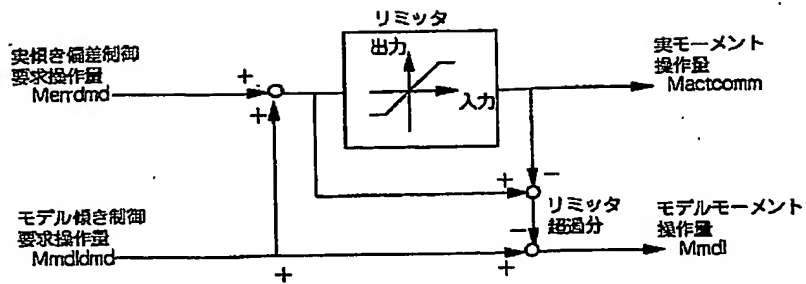 リミッタ
出力
入力
実傾き偏差制御
要求操作量
Merrdmd
+
+
実モーメント
操作量
Mactcomm
+
−
リミッタ
超過分
−
モデル傾き制御
要求操作量
Mmdldmd
+
+
モデルモーメント
操作量
Mmdl